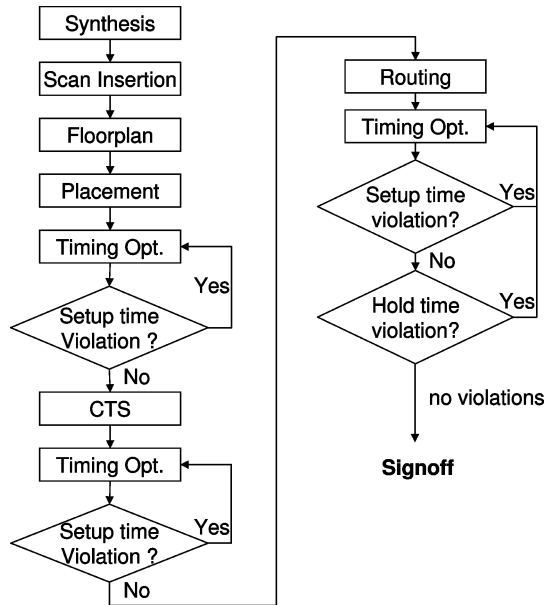 Synthesis
Scan Insertion
Floorplan
Placement
Timing Opt.
Yes
Setup time
Violation ?
No
CTS
Timing Opt.
Yes
Setup time
Violation ?
No
Routing
Timing Opt.
Yes
Setup time
violation?
No
Yes
Hold time
violation?
no violations
Signoff